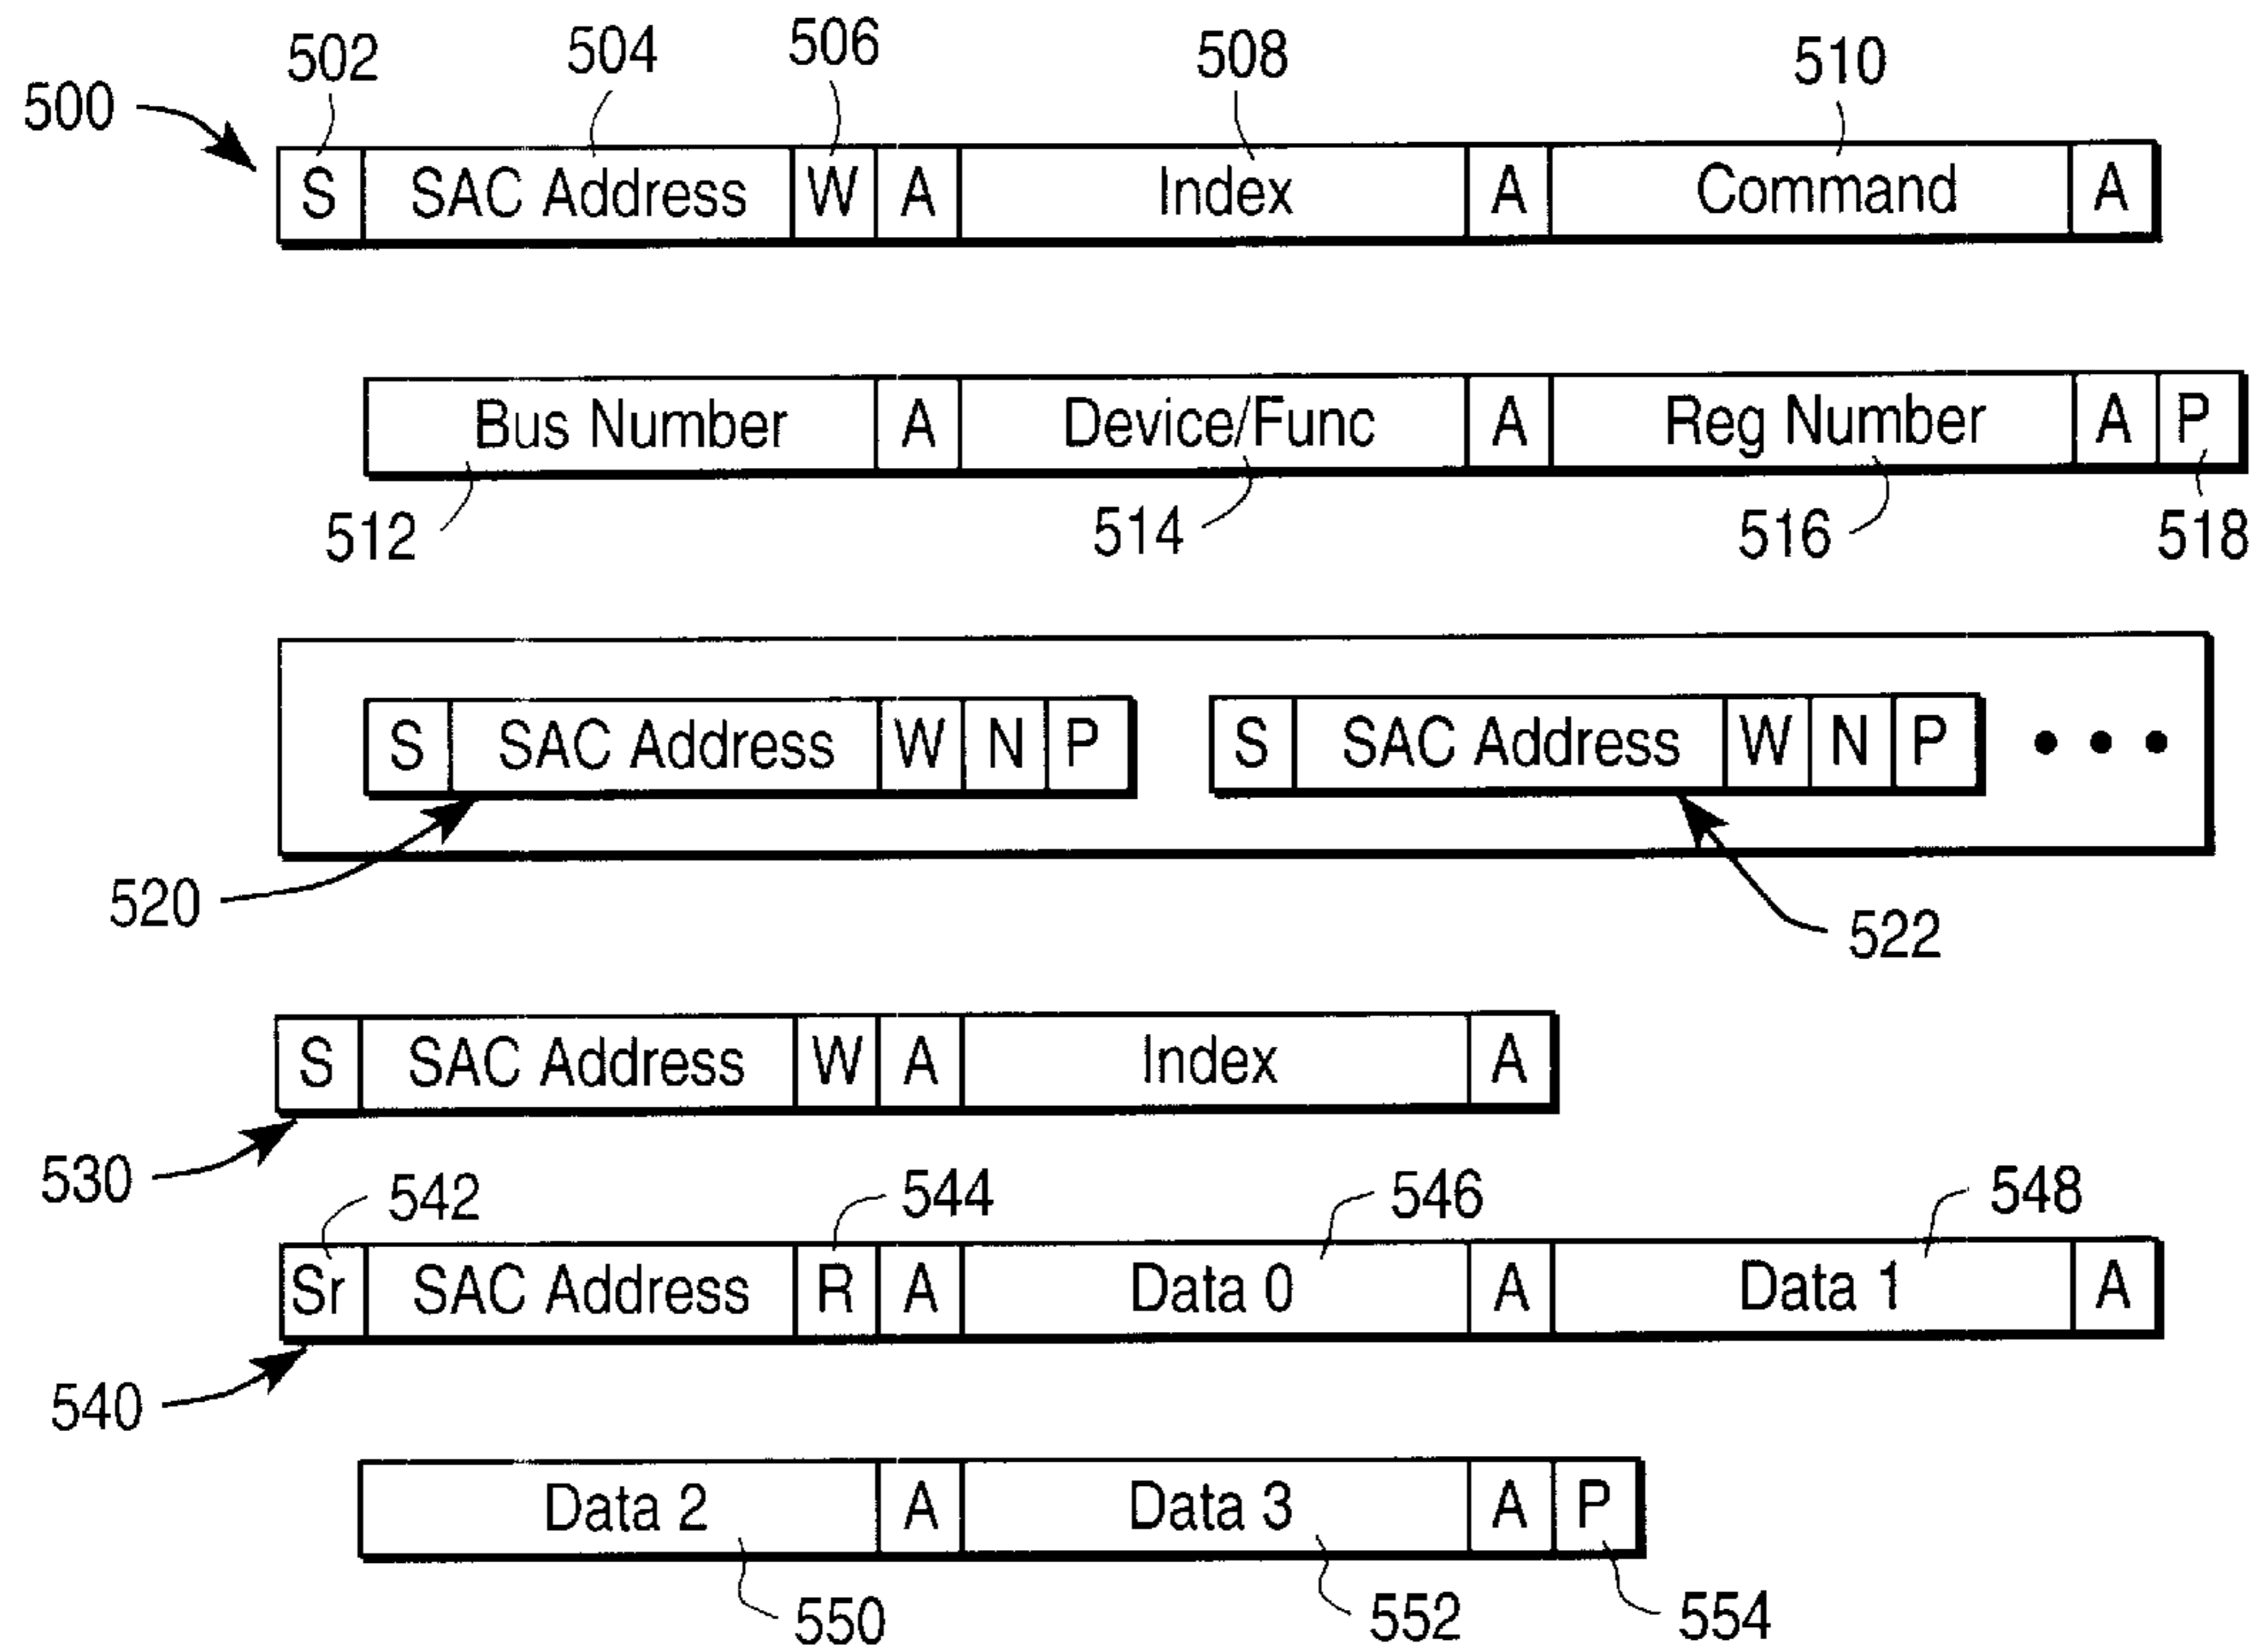 502 504 506 508 510
500
S SAC Address W A Index A Command A
Bus Number A Device/Func A Reg Number A P
512 514 516 518
S SAC Address W N P S SAC Address W N P • • •
520 522
S SAC Address W A Index A
530 542 544 546 548
Sr SAC Address R A Data 0 A Data 1 A
540
Data 2 A Data 3 A P
550 552 554